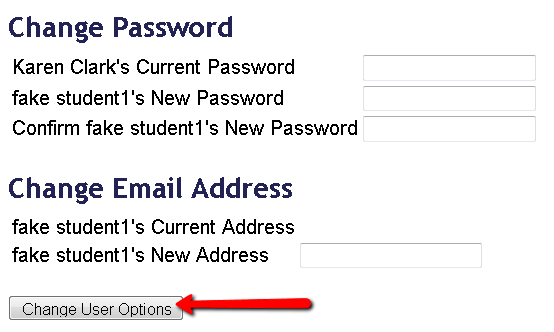 Change Password
Karen Clark's Current Password
fake student1's New Password
Confirm fake student1's New Password
Change Email Address
fake student1's Current Address
fake student1's New Address
Change User Options